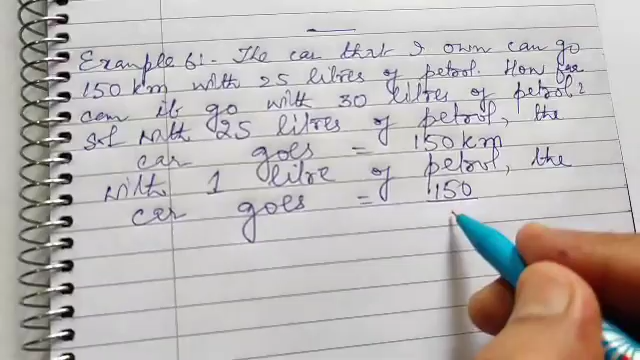 Example 6:- The car that I own can go
150 km with 25 litres of petrol. How far
can it go with 30 litres of petrol?
Sol with 25 litres of petrol, the
car goes = 150 km
with 1 litre of petrol, the
car goes = 150